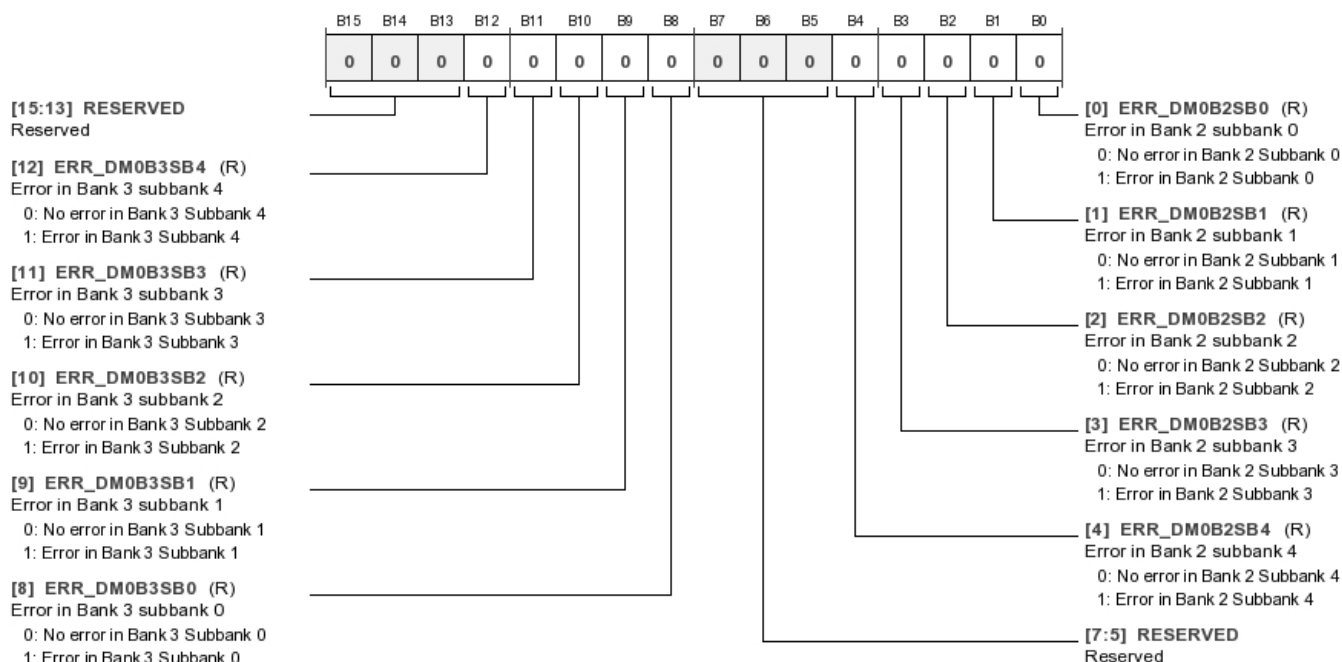 B15 B14 B13 B12 B11 B10 B9 B8 B7 B6 B5 B4 B3 B2 B1 B0
0 0 0 0 0 0 0 0 0 0 0 0 0 0 0 0
[15:13] RESERVED
Reserved
[12] ERR_DM0B3SB4 (R)
Error in Bank 3 subbank 4
0: No error in Bank 3 Subbank 4
1: Error in Bank 3 Subbank 4
[11] ERR_DM0B3SB3 (R)
Error in Bank 3 subbank 3
0: No error in Bank 3 Subbank 3
1: Error in Bank 3 Subbank 3
[10] ERR_DM0B3SB2 (R)
Error in Bank 3 subbank 2
0: No error in Bank 3 Subbank 2
1: Error in Bank 3 Subbank 2
[9] ERR_DM0B3SB1 (R)
Error in Bank 3 subbank 1
0: No error in Bank 3 Subbank 1
1: Error in Bank 3 Subbank 1
[8] ERR_DM0B3SB0 (R)
Error in Bank 3 subbank 0
0: No error in Bank 3 Subbank 0
1: Error in Bank 3 Subbank 0
[0] ERR_DM0B2SB0 (R)
Error in Bank 2 subbank 0
0: No error in Bank 2 Subbank 0
1: Error in Bank 2 Subbank 0
[1] ERR_DM0B2SB1 (R)
Error in Bank 2 subbank 1
0: No error in Bank 2 Subbank 1
1: Error in Bank 2 Subbank 1
[2] ERR_DM0B2SB2 (R)
Error in Bank 2 subbank 2
0: No error in Bank 2 Subbank 2
1: Error in Bank 2 Subbank 2
[3] ERR_DM0B2SB3 (R)
Error in Bank 2 subbank 3
0: No error in Bank 2 Subbank 3
1: Error in Bank 2 Subbank 3
[4] ERR_DM0B2SB4 (R)
Error in Bank 2 subbank 4
0: No error in Bank 2 Subbank 4
1: Error in Bank 2 Subbank 4
[7:5] RESERVED
Reserved